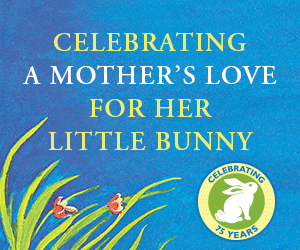 CELEBRATING
A MOTHER'S LOVE
FOR HER
LITTLE BUNNY
CELEBRATING
75 YEARS